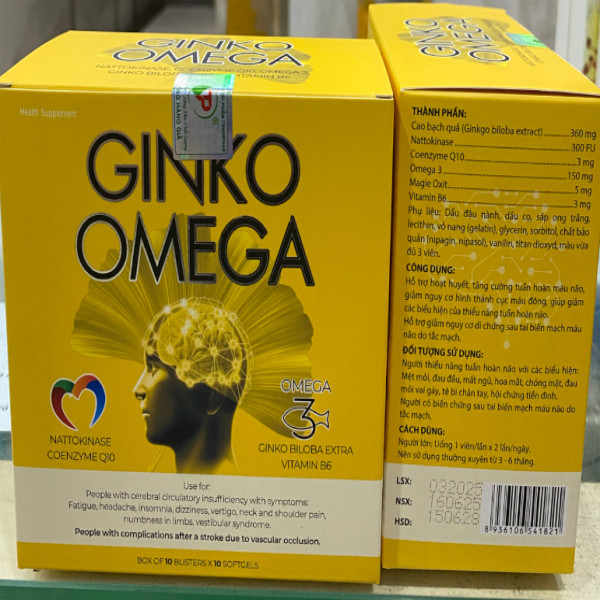 GINKO
OMEGA
NATTOKINASE, COENZYME Q10, OMEGA 3
GINKO BILOBA
VITAMIN B6
Health Supplement
GINKO
OMEGA
NATTOKINASE
COENZYME Q10
OMEGA
3
GINKO BILOBA EXTRA
VITAMIN B6
Use for:
People with cerebral circulatory insufficiency with symptoms:
Fatigue, headache, insomnia, dizziness, vertigo, neck and shoulder pain,
numbness in limbs, vestibular syndrome.
People with complications after a stroke due to vascular occlusion.
BOX OF 10 BLISTERS X 10 SOFTGELS
GINKO
OMEGA
THÀNH PHẦN:
Cao bạch quả (Ginkgo biloba extract)..............360 mg
Nattokinase..............300 FU
Coenzyme Q10..............3 mg
Omega 3..............150 mg
Magie Oxit..............5 mg
Vitamin B6..............3 mg
Phụ liệu: Dầu đậu nành, dầu cọ, sáp ong trắng,
lecithin, vỏ nang (gelatin), glycerin, sorbitol, chất bảo
quản (nipagin, nipasol), vanilin, titan dioxyd, màu vừa
đủ 3 viên.
CÔNG DỤNG:
Hỗ trợ hoạt huyết, tăng cường tuần hoàn máu não,
giảm nguy cơ hình thành cục máu đông, giúp giảm
các biểu hiện của thiểu năng tuần hoàn não.
Hỗ trợ giảm nguy cơ di chứng sau tai biến mạch máu
não do tắc mạch.
ĐỐI TƯỢNG SỬ DỤNG:
Người thiểu năng tuần hoàn não với các biểu hiện:
Mệt mỏi, đau đầu, mất ngủ, hoa mắt, chóng mặt, đau
mỏi vai gáy, tê bì chân tay, hội chứng tiền đình.
Người có biến chứng sau tai biến mạch máu não do
tắc mạch.
CÁCH DÙNG:
Người lớn: Uống 1 viên/lần x 2 lần/ngày.
Nên sử dụng thường xuyên từ 3 - 6 tháng.
LSX: 032025
NSX: 160625
HSD: 150628
8 936106 541821